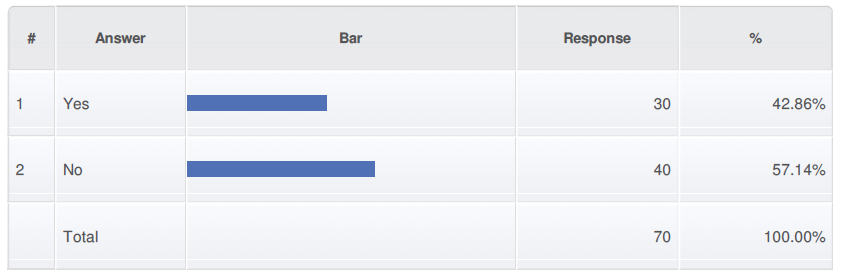 # Answer Bar Response %
1 Yes 30 42.86%
2 No 40 57.14%
Total 70 100.00%